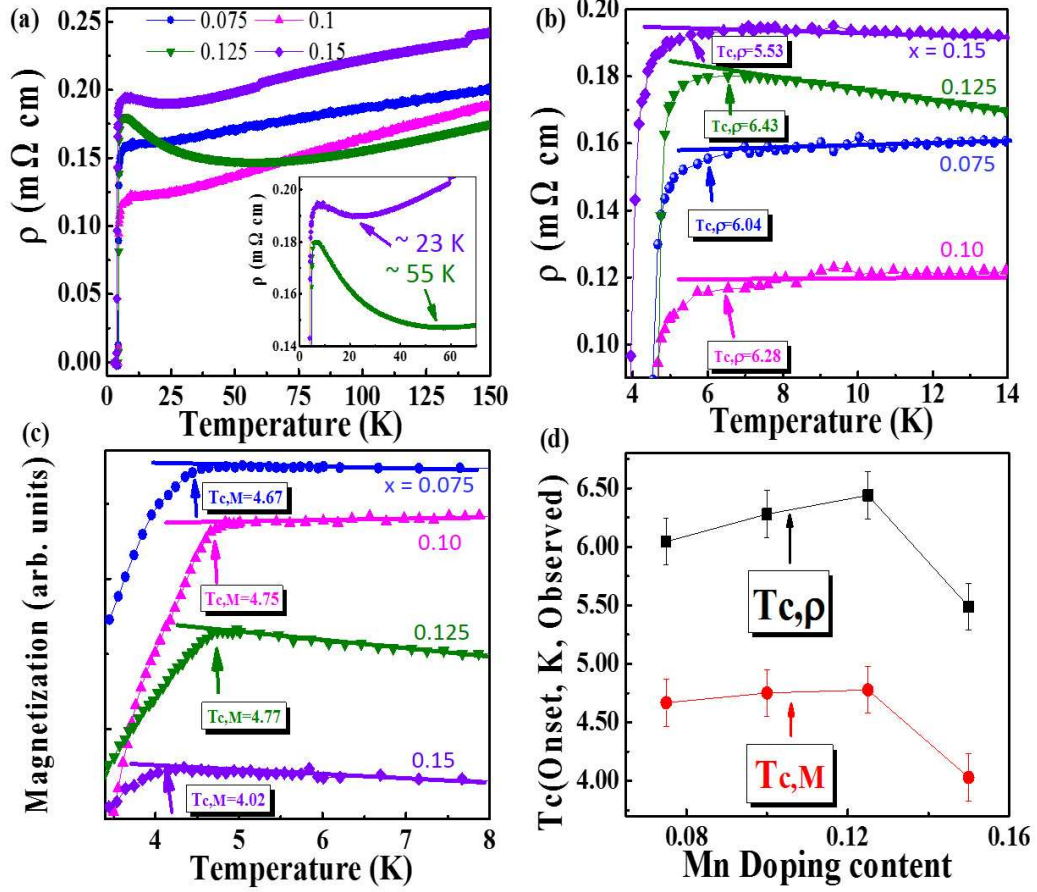 (a)
0.075
0.1
0.125
0.15
0.25
0.20
0.15
0.10
0.05
0.00
ρ (m Ω cm)
0
25
50
75
100
125
150
Temperature (K)
0.20
0.18
0.16
0.14
ρ (m Ω cm)
0
20
40
60
~ 23 K
~ 55 K
(b)
0.20
0.18
0.16
0.14
0.12
0.10
ρ (m Ω cm)
4
6
8
10
12
14
Temperature (K)
Tc,ρ=5.53
x = 0.15
0.125
Tc,ρ=6.43
0.075
Tc,ρ=6.04
0.10
Tc,ρ=6.28
(c)
Magnetization (arb. units)
Tc,M=4.67
x = 0.075
0.10
Tc,M=4.75
0.125
Tc,M=4.77
0.15
Tc,M=4.02
4
5
6
7
8
Temperature (K)
(d)
Tc(Onset, K, Observed)
6.50
6.00
5.50
5.00
4.50
4.00
Tc,ρ
Tc,M
0.08
0.12
0.16
Mn Doping content